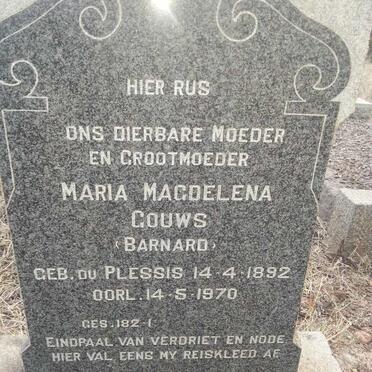 HIER RUS
ONS DIERBARE MOEDER
EN GROOTMOEDER
MARIA MAGDELENA
GOUWS
(BARNARD)
GEB. DU PLESSIS 14-4-1892
OORL. 14-5-1970
GES. 182-1
EINDPAAL VAN VERDRIET EN NODE
HIER VAL EENS MY REISKLEED AF